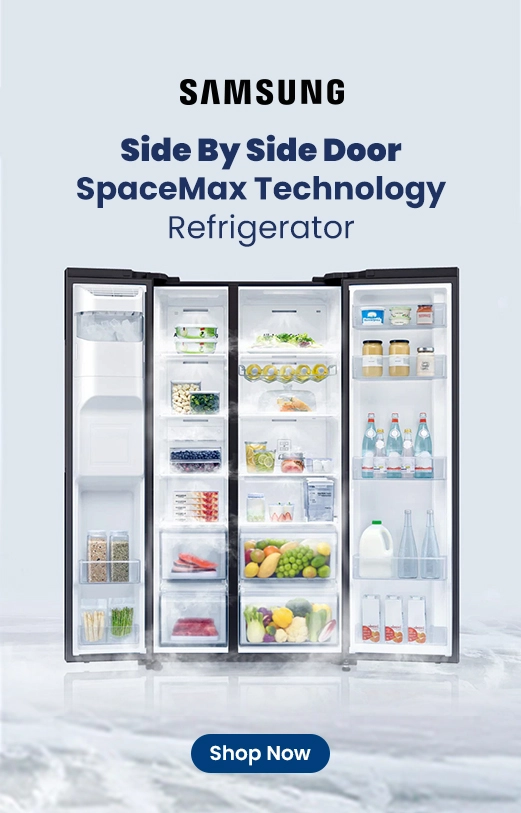 SAMSUNG
Side By Side Door
SpaceMax Technology
Refrigerator
Shop Now